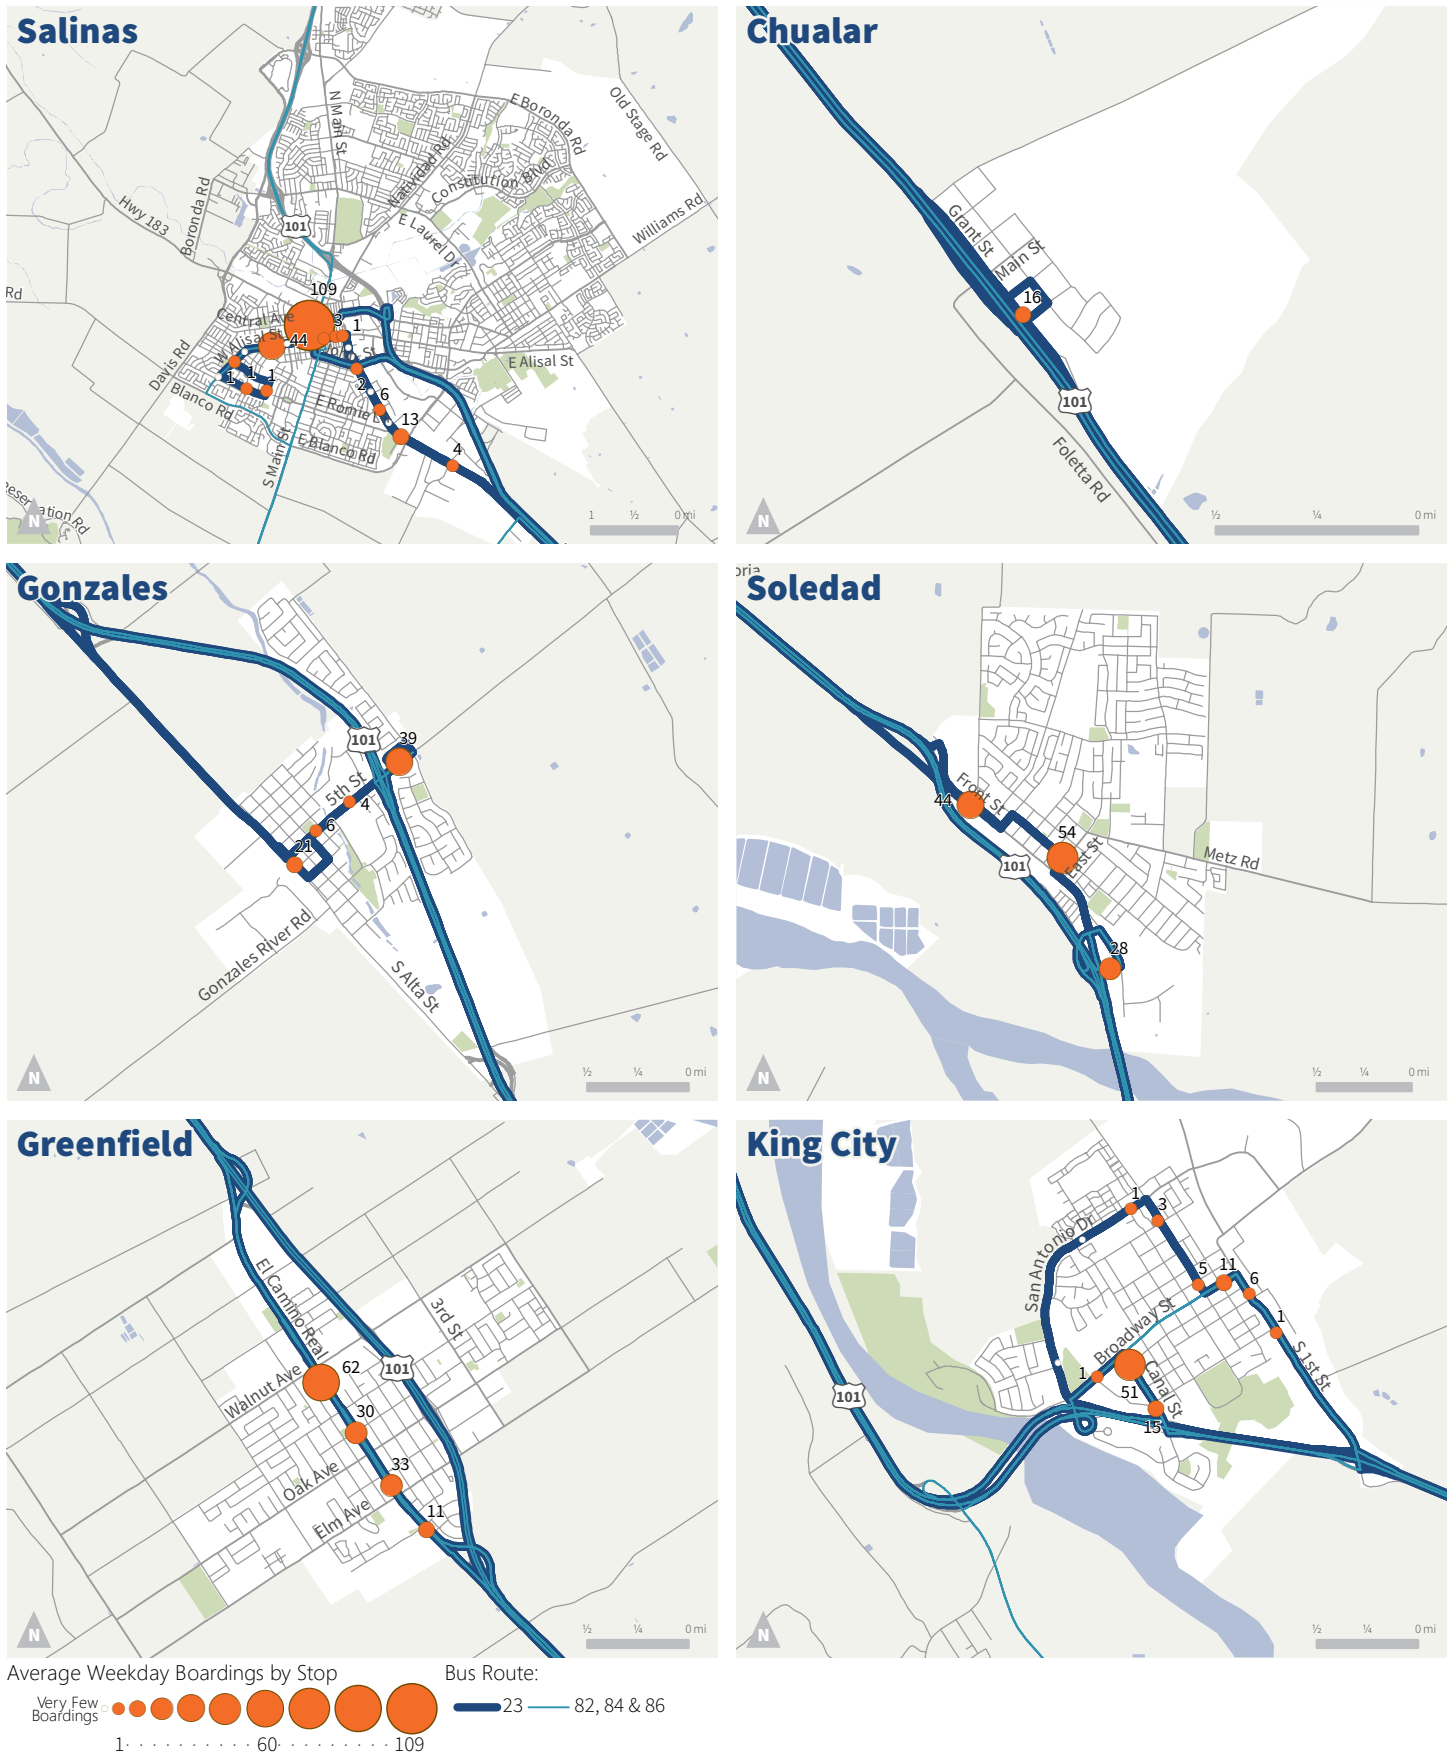 Salinas
N Main St
E Boronda Rd
Old Stage Rd
Natividad Rd
Constitution Blvd
Boronda Rd
Hwy 183
101
E Laurel Dr
Williams Rd
Rd
109
Central Ave
3
1
W Alisal St
44
E Alisal St
Davis Rd
1
1
1
2
6
Blanco Rd
E Romie L
13
E Blanco Rd
4
S Main St
N
1 ½ 0 mi
Chualar
Grant St
Main St
16
101
Foletta Rd
N
½ ¼ 0 mi
Gonzales
101
39
5th St
4
6
21
Gonzales River Rd
S Alta St
N
½ ¼ 0 mi
oria
Soledad
Front St
44
54
East St
101
Metz Rd
28
N
½ ¼ 0 mi
Greenfield
El Camino Real
3rd St
101
62
Walnut Ave
30
Oak Ave
33
Elm Ave
11
N
½ ¼ 0 mi
King City
1
3
San Antonio Dr
5
11
6
Broadway St
1
S 1st St
1
Canal St
51
101
15
N
½ ¼ 0 mi
Average Weekday Boardings by Stop
Very Few
Boardings
1 · · · · · · · · · · 60 · · · · · · · · · 109
Bus Route:
23
82, 84 & 86